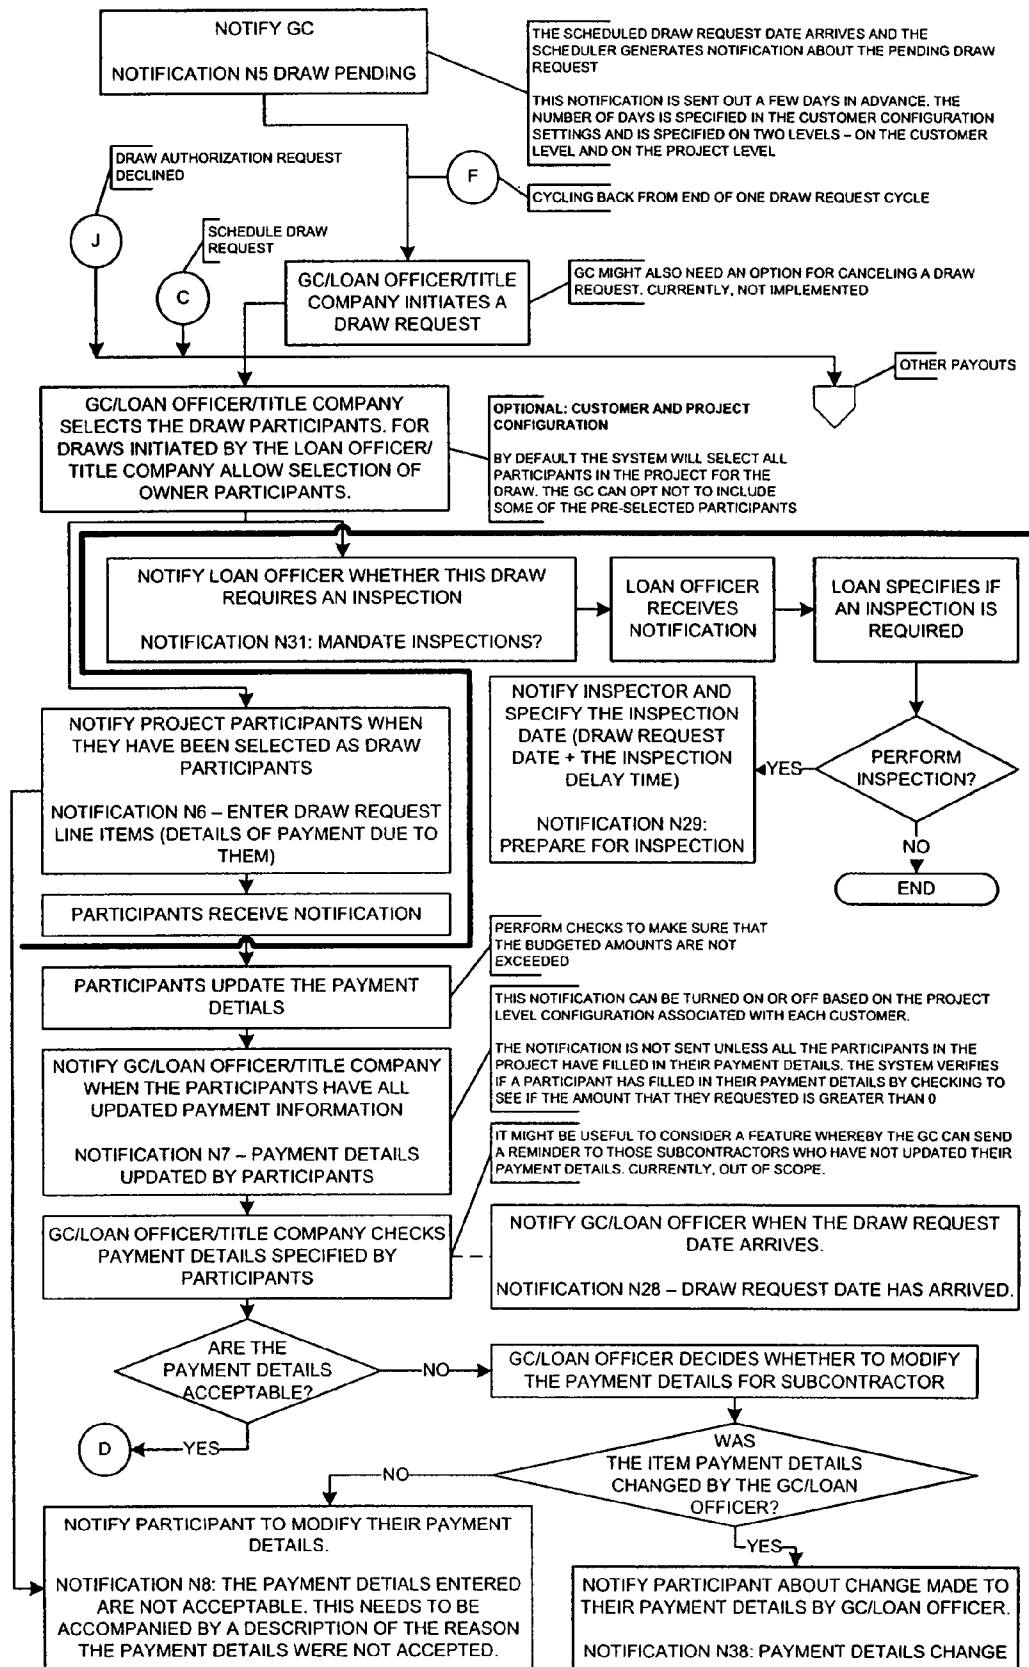 NOTIFY GC
NOTIFICATION N5 DRAW PENDING
THE SCHEDULED DRAW REQUEST DATE ARRIVES AND THE
SCHEDULER GENERATES NOTIFICATION ABOUT THE PENDING DRAW
REQUEST
THIS NOTIFICATION IS SENT OUT A FEW DAYS IN ADVANCE. THE
NUMBER OF DAYS IS SPECIFIED IN THE CUSTOMER CONFIGURATION
SETTINGS AND IS SPECIFIED ON TWO LEVELS – ON THE CUSTOMER
LEVEL AND ON THE PROJECT LEVEL
DRAW AUTHORIZATION REQUEST
DECLINED
F
CYCLING BACK FROM END OF ONE DRAW REQUEST CYCLE
J
SCHEDULE DRAW
REQUEST
C
GC/LOAN OFFICER/TITLE
COMPANY INITIATES A
DRAW REQUEST
GC MIGHT ALSO NEED AN OPTION FOR CANCELING A DRAW
REQUEST. CURRENTLY, NOT IMPLEMENTED
OTHER PAYOUTS
GC/LOAN OFFICER/TITLE COMPANY
SELECTS THE DRAW PARTICIPANTS. FOR
DRAWS INITIATED BY THE LOAN OFFICER/
TITLE COMPANY ALLOW SELECTION OF
OWNER PARTICIPANTS.
OPTIONAL: CUSTOMER AND PROJECT
CONFIGURATION
BY DEFAULT THE SYSTEM WILL SELECT ALL
PARTICIPANTS IN THE PROJECT FOR THE
DRAW. THE GC CAN OPT NOT TO INCLUDE
SOME OF THE PRE-SELECTED PARTICIPANTS
NOTIFY LOAN OFFICER WHETHER THIS DRAW
REQUIRES AN INSPECTION
NOTIFICATION N31: MANDATE INSPECTIONS?
LOAN OFFICER
RECEIVES
NOTIFICATION
LOAN SPECIFIES IF
AN INSPECTION IS
REQUIRED
NOTIFY INSPECTOR AND
SPECIFY THE INSPECTION
DATE (DRAW REQUEST
DATE + THE INSPECTION
DELAY TIME)
NOTIFICATION N29:
PREPARE FOR INSPECTION
YES
PERFORM
INSPECTION?
NO
END
NOTIFY PROJECT PARTICIPANTS WHEN
THEY HAVE BEEN SELECTED AS DRAW
PARTICIPANTS
NOTIFICATION N6 – ENTER DRAW REQUEST
LINE ITEMS (DETAILS OF PAYMENT DUE TO
THEM)
PARTICIPANTS RECEIVE NOTIFICATION
PERFORM CHECKS TO MAKE SURE THAT
THE BUDGETED AMOUNTS ARE NOT
EXCEEDED
PARTICIPANTS UPDATE THE PAYMENT
DETIALS
THIS NOTIFICATION CAN BE TURNED ON OR OFF BASED ON THE PROJECT
LEVEL CONFIGURATION ASSOCIATED WITH EACH CUSTOMER.
THE NOTIFICATION IS NOT SENT UNLESS ALL THE PARTICIPANTS IN THE
PROJECT HAVE FILLED IN THEIR PAYMENT DETAILS. THE SYSTEM VERIFIES
IF A PARTICIPANT HAS FILLED IN THEIR PAYMENT DETAILS BY CHECKING TO
SEE IF THE AMOUNT THAT THEY REQUESTED IS GREATER THAN 0
NOTIFY GC/LOAN OFFICER/TITLE COMPANY
WHEN THE PARTICIPANTS HAVE ALL
UPDATED PAYMENT INFORMATION
NOTIFICATION N7 – PAYMENT DETAILS
UPDATED BY PARTICIPANTS
IT MIGHT BE USEFUL TO CONSIDER A FEATURE WHEREBY THE GC CAN SEND
A REMINDER TO THOSE SUBCONTRACTORS WHO HAVE NOT UPDATED THEIR
PAYMENT DETAILS. CURRENTLY, OUT OF SCOPE.
GC/LOAN OFFICER/TITLE COMPANY CHECKS
PAYMENT DETAILS SPECIFIED BY
PARTICIPANTS
NOTIFY GC/LOAN OFFICER WHEN THE DRAW REQUEST
DATE ARRIVES.
NOTIFICATION N28 – DRAW REQUEST DATE HAS ARRIVED.
ARE THE
PAYMENT DETAILS
ACCEPTABLE?
NO
GC/LOAN OFFICER DECIDES WHETHER TO MODIFY
THE PAYMENT DETAILS FOR SUBCONTRACTOR
D
YES
WAS
THE ITEM PAYMENT DETAILS
CHANGED BY THE GC/LOAN
OFFICER?
NO
YES
NOTIFY PARTICIPANT TO MODIFY THEIR PAYMENT
DETAILS.
NOTIFICATION N8: THE PAYMENT DETIALS ENTERED
ARE NOT ACCEPTABLE. THIS NEEDS TO BE
ACCOMPANIED BY A DESCRIPTION OF THE REASON
THE PAYMENT DETAILS WERE NOT ACCEPTED.
NOTIFY PARTICIPANT ABOUT CHANGE MADE TO
THEIR PAYMENT DETAILS BY GC/LOAN OFFICER.
NOTIFICATION N38: PAYMENT DETAILS CHANGE